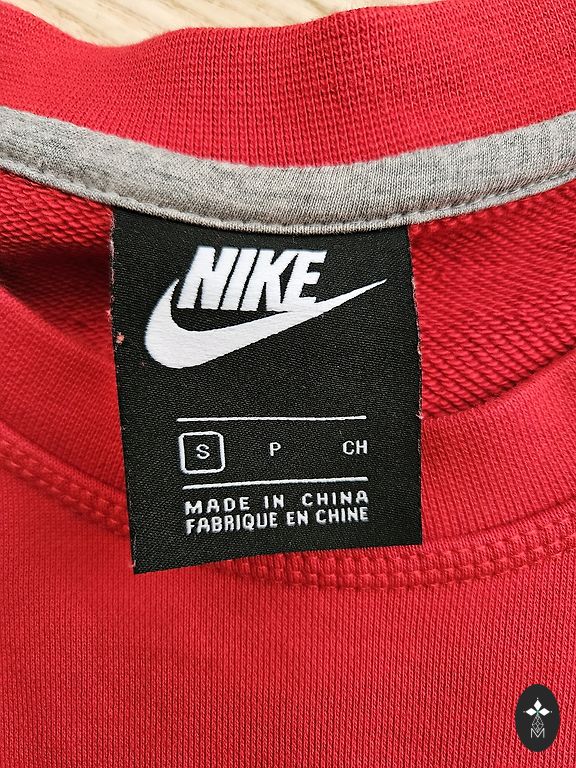 NIKE
S P CH
MADE IN CHINA
FABRIQUE EN CHINE
M